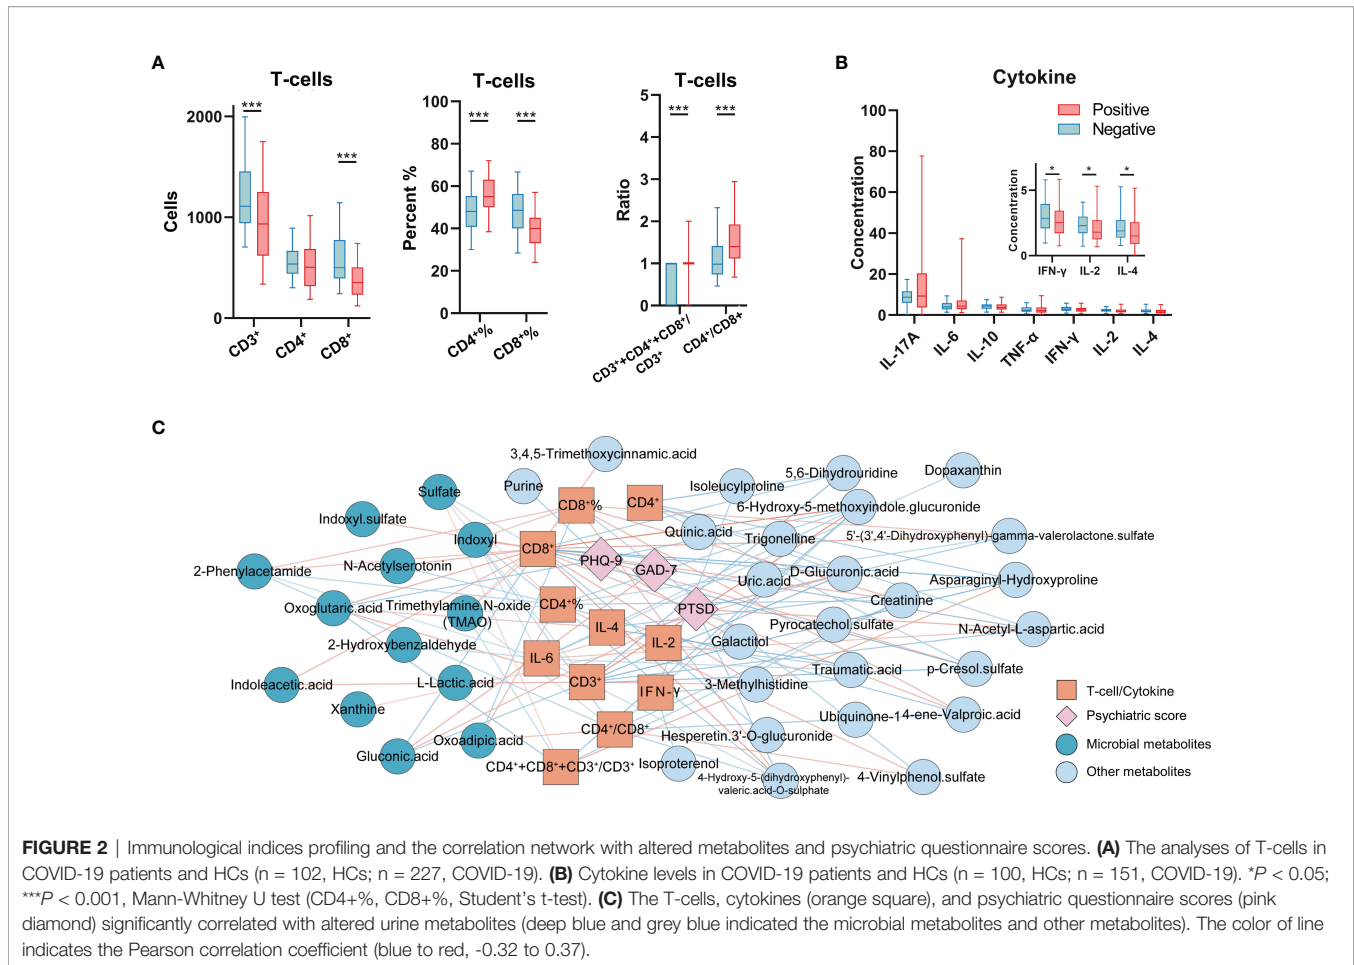 A
T-cells
2000
1000
0
Cells
***
***
CD3⁺
CD4⁺
CD8⁺
T-cells
100
80
60
40
20
0
Percent %
***
***
CD4⁺%
CD8⁺%
T-cells
5
4
3
2
1
0
Ratio
***
***
CD3⁺+CD4⁺+CD8⁺/
CD3⁺
CD4⁺/CD8+
B
Cytokine
Positive
Negative
100
80
60
40
20
0
Concentration
IL-17A
IL-6
IL-10
TNF-α
IFN-γ
IL-2
IL-4
5
0
Concentration
*
*
*
IFN-γ
IL-2
IL-4
C
3,4,5-Trimethoxycinnamic.acid
Sulfate
Purine
Isoleucylproline
5,6-Dihydrouridine
Dopaxanthin
CD8⁺%
CD4⁺
6-Hydroxy-5-methoxyindole.glucuronide
Indoxyl.sulfate
Indoxyl
Quinic.acid
Trigonelline
5'-(3',4'-Dihydroxyphenyl)-gamma-valerolactone.sulfate
CD8⁺
PHQ-9
GAD-7
2-Phenylacetamide
N-Acetylserotonin
Uric.acid
D-Glucuronic.acid
Asparaginyl-Hydroxyproline
Creatinine
Oxoglutaric.acid
Trimethylamine.N-oxide
(TMAO)
CD4⁺%
PTSD
IL-4
Pyrocatechol.sulfate
N-Acetyl-L-aspartic.acid
2-Hydroxybenzaldehyde
IL-2
Galactitol
IL-6
Traumatic.acid
p-Cresol.sulfate
Indoleacetic.acid
L-Lactic.acid
CD3⁺
IFN-γ
3-Methylhistidine
Xanthine
Ubiquinone-1
4-ene-Valproic.acid
CD4⁺/CD8⁺
Hesperetin.3'-O-glucuronide
Oxoadipic.acid
Gluconic.acid
CD4⁺+CD8⁺+CD3⁺/CD3⁺
Isoproterenol
4-Hydroxy-5-(dihydroxyphenyl)-
valeric.acid-O-sulphate
4-Vinylphenol.sulfate
T-cell/Cytokine
Psychiatric score
Microbial metabolites
Other metabolites
FIGURE 2 | Immunological indices profiling and the correlation network with altered metabolites and psychiatric questionnaire scores. (A) The analyses of T-cells in
COVID-19 patients and HCs (n = 102, HCs; n = 227, COVID-19). (B) Cytokine levels in COVID-19 patients and HCs (n = 100, HCs; n = 151, COVID-19). *P < 0.05;
***P < 0.001, Mann-Whitney U test (CD4+%, CD8+%, Student's t-test). (C) The T-cells, cytokines (orange square), and psychiatric questionnaire scores (pink
diamond) significantly correlated with altered urine metabolites (deep blue and grey blue indicated the microbial metabolites and other metabolites). The color of line
indicates the Pearson correlation coefficient (blue to red, -0.32 to 0.37).